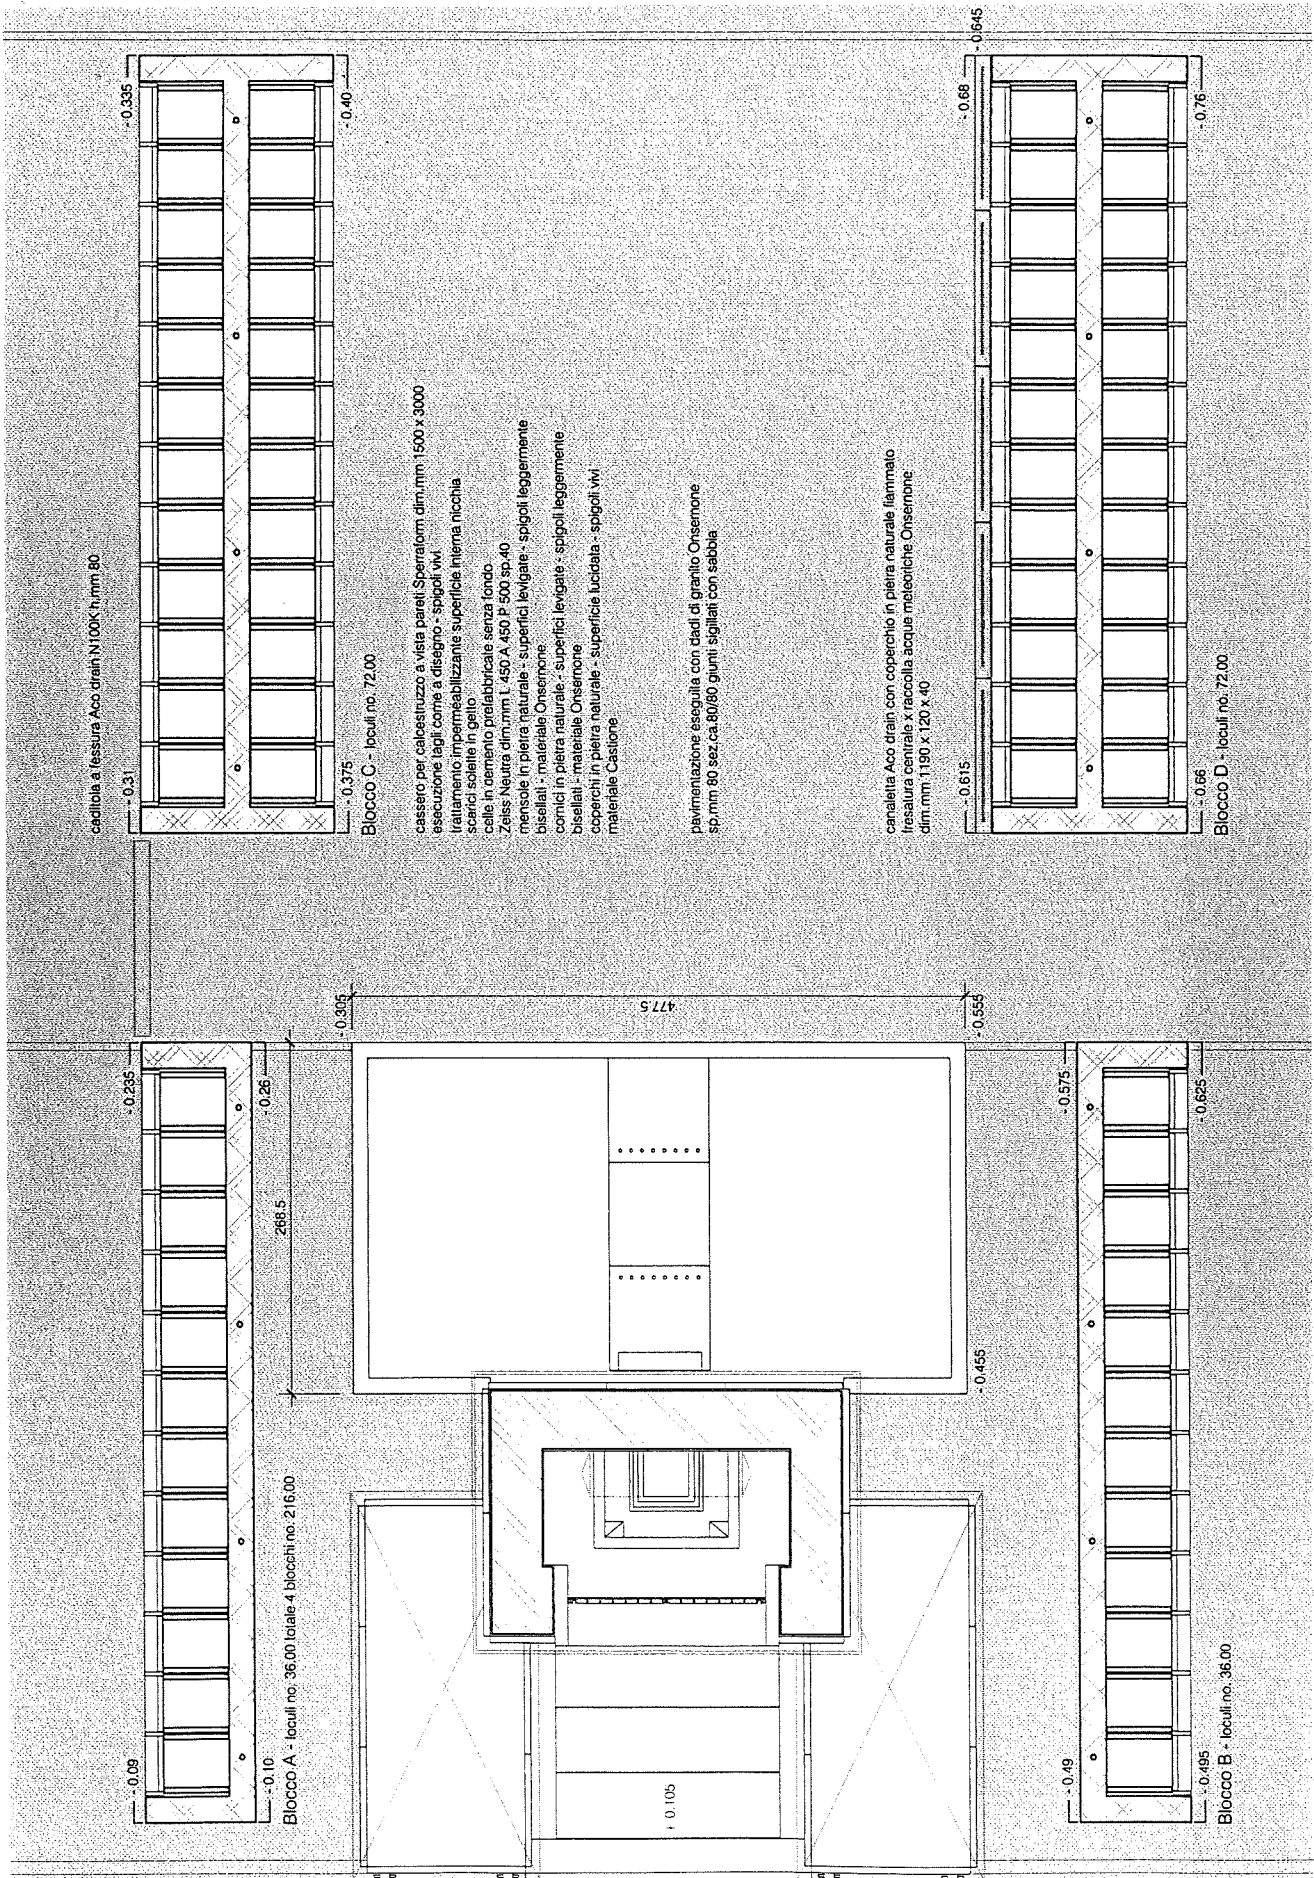 - 0.645
- 0.335
- 0.40
- 0.68
- 0.76
caditoia a fessura Aco drain N100K h.mm 80
- 0.31
- 0.375
Blocco C - loculi no. 72.00
cassero per calcestruzzo a vista pareti Sperraform dim.mm 1500 x 3000
esecuzione tagli come a disegno - spigoli vivi
trattamento impermeabilizzante superficie interna nicchia
scarici solette in getto
celle in cemento prefabbricate senza fondo
Zeiss Neutra dim.mm L 450 A 450 P 500 sp.40
mensole in pietra naturale - superfici levigate - spigoli leggermente
bisellati - materiale Onsernone
cornici in pietra naturale - superfici levigate - spigoli leggermente
bisellati - materiale Onsernone
coperchi in pietra naturale - superficie lucidata - spigoli vivi
materiale Castione
pavimentazione eseguita con dadi di granito Onsernone
sp.mm 80 sez.ca.80/80 giunti sigillati con sabbia
canaletta Aco drain con coperchio in pietra naturale fiammato
fresatura centrale x raccolta acque meteoriche Onsernone
dim.mm 1190 x 120 x 40
- 0.615
- 0.66
Blocco D - loculi no. 72.00
- 0.235
- 0.26
268.5
- 0.305
477.5
- 0.555
- 0.455
- 0.575
- 0.625
- 0.09
- 0.10
Blocco A - loculi no. 36.00 totale 4 blocchi no. 216.00
+ 0.105
- 0.49
- 0.495
Blocco B - loculi no. 36.00